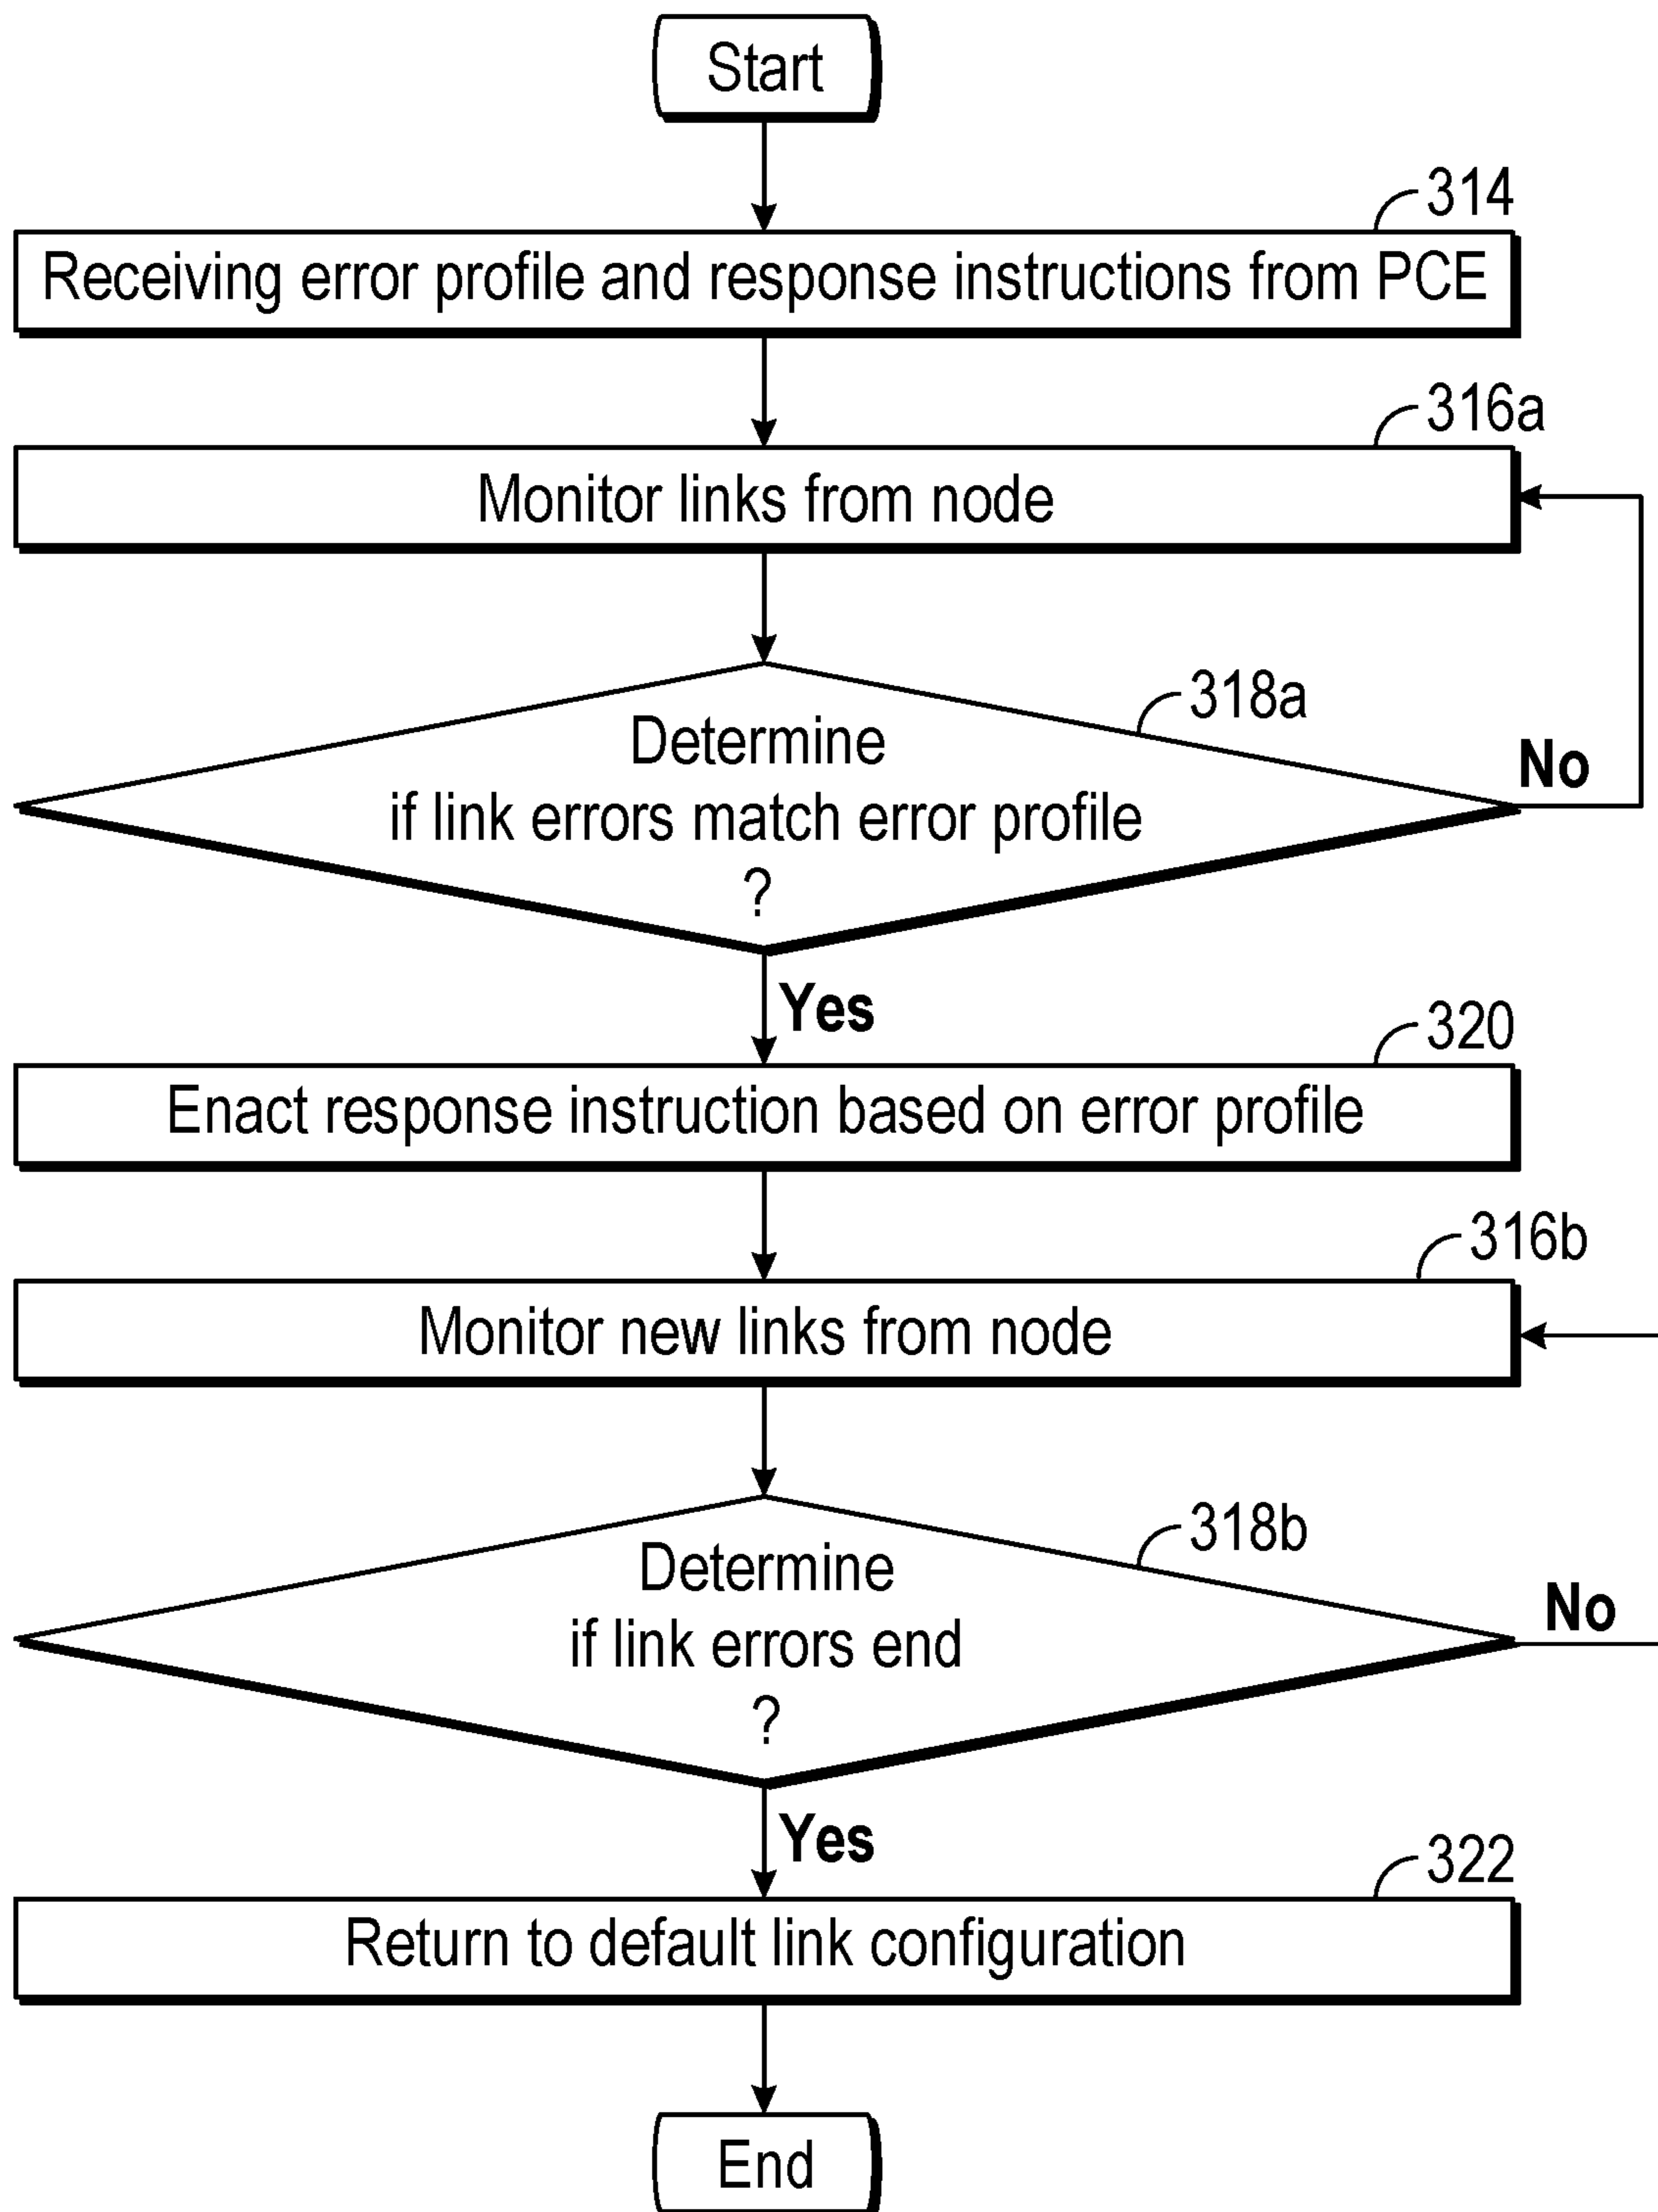 Start
314
Receiving error profile and response instructions from PCE
316a
Monitor links from node
318a
Determine
if link errors match error profile
?
No
Yes
320
Enact response instruction based on error profile
316b
Monitor new links from node
318b
Determine
if link errors end
?
No
Yes
322
Return to default link configuration
End